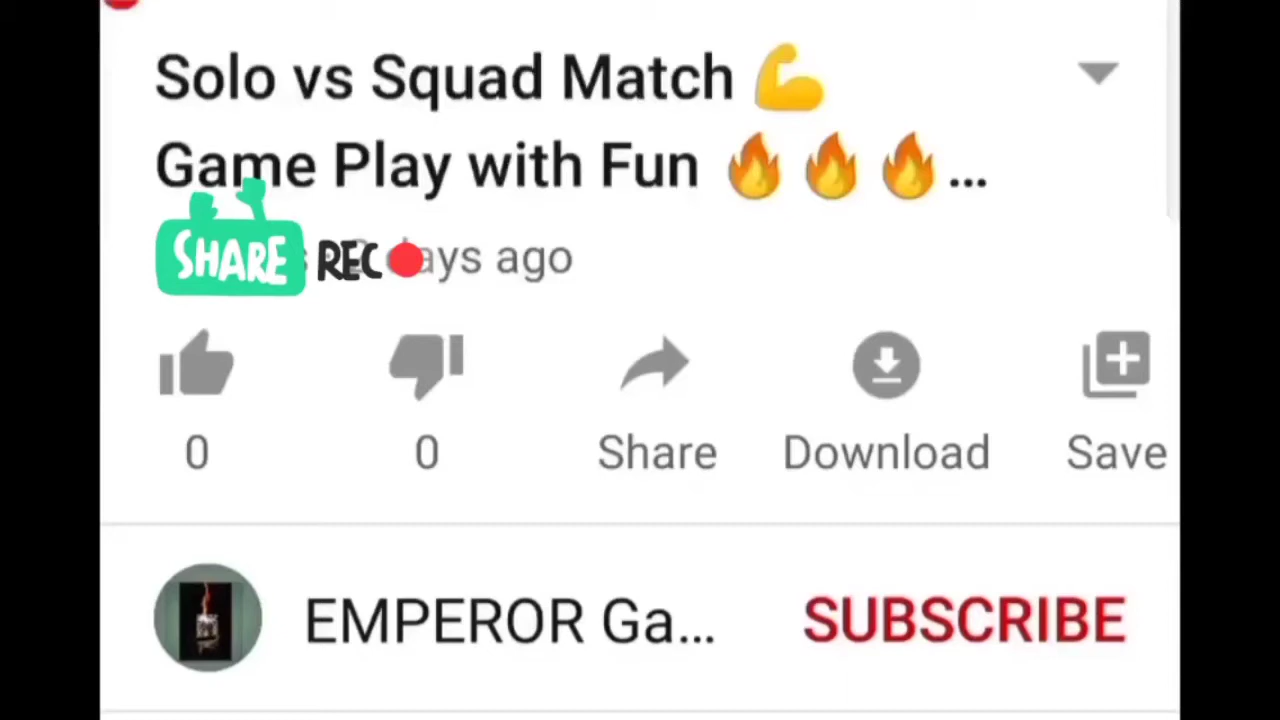 Solo vs Squad Match 💪
Game Play with Fun 🔥 🔥 🔥...
SHARE REC ays ago
0 0 Share Download Save
EMPEROR Ga... SUBSCRIBE